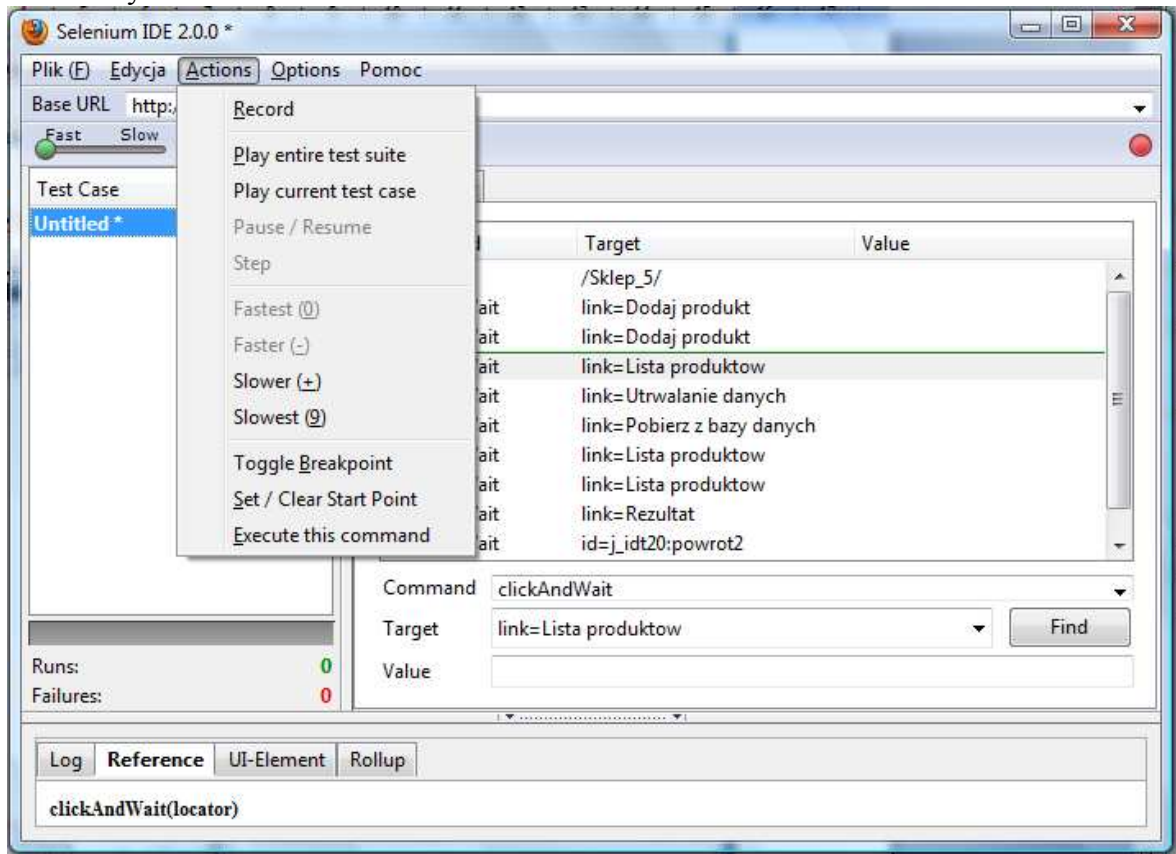 Selenium IDE 2.0.0 *
Plik (F) Edycja Actions Options Pomoc
Base URL http:/
Fast Slow
Record
Play entire test suite
Play current test case
Pause / Resume
Step
Fastest (0)
Faster (-)
Slower (+)
Slowest (9)
Toggle Breakpoint
Set / Clear Start Point
Execute this command
Test Case
Untitled *
Target Value
/Sklep_5/
ait link=Dodaj produkt
ait link=Dodaj produkt
ait link=Lista produktow
ait link=Utrwalanie danych
ait link=Pobierz z bazy danych
ait link=Lista produktow
ait link=Lista produktow
ait link=Rezultat
ait id=j_idt20:powrot2
Command clickAndWait
Target link=Lista produktow Find
Value
Runs: 0
Failures: 0
Log Reference UI-Element Rollup
clickAndWait(locator)